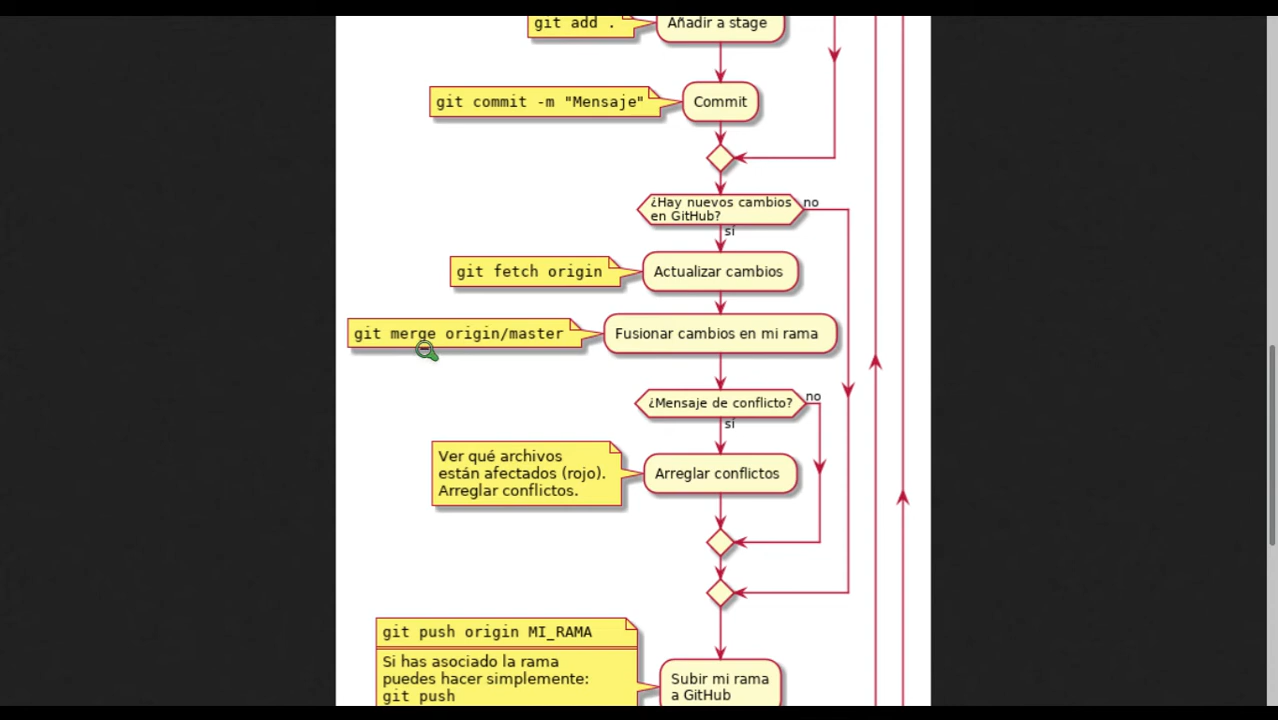 git add .
Añadir a stage
git commit -m "Mensaje"
Commit
¿Hay nuevos cambios
en GitHub?
no
sí
git fetch origin
Actualizar cambios
git merge origin/master
Fusionar cambios en mi rama
¿Mensaje de conflicto?
no
sí
Ver qué archivos
están afectados (rojo).
Arreglar conflictos.
Arreglar conflictos
git push origin MI_RAMA
Si has asociado la rama
puedes hacer simplemente:
git push
Subir mi rama
a GitHub